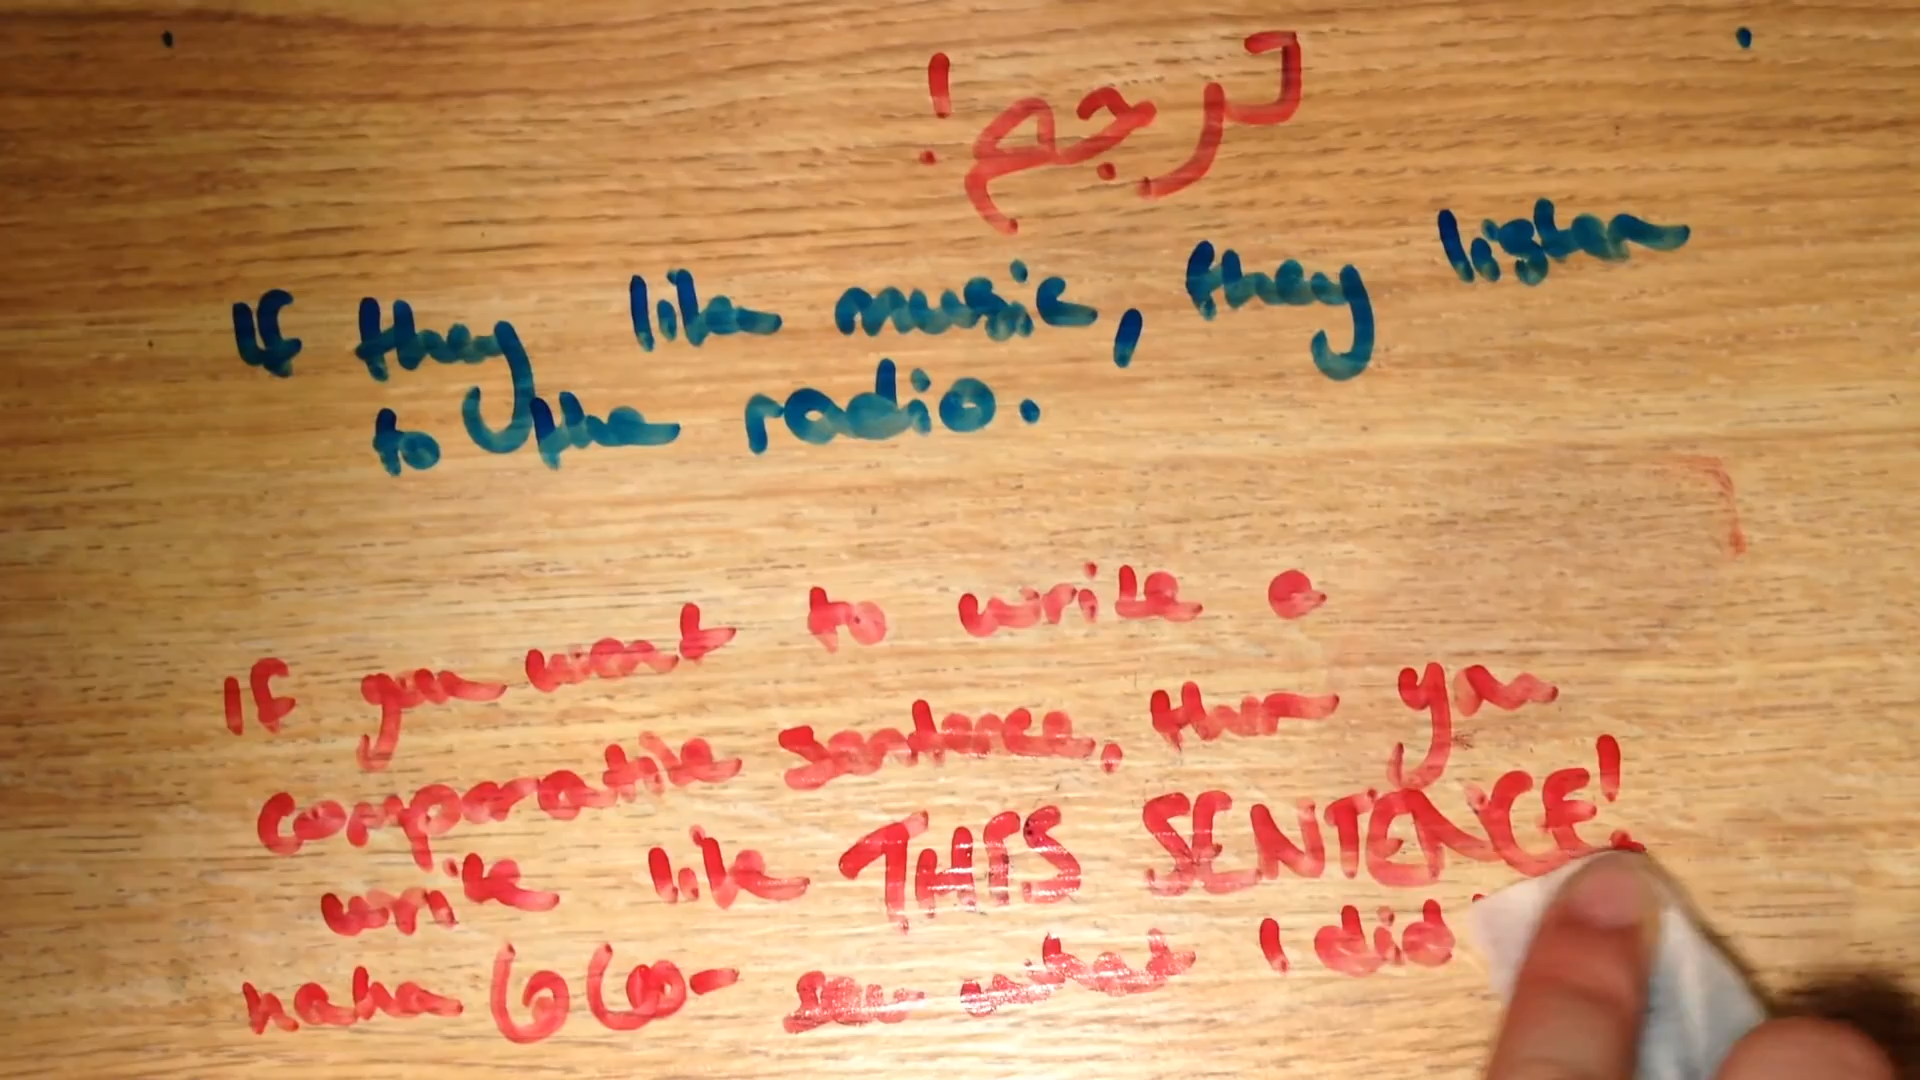 ترجم!
If they like music, they listen
to the radio.
If you want to write a
comparative sentence, then you
write like THIS SENTENCE!
haha see what I did